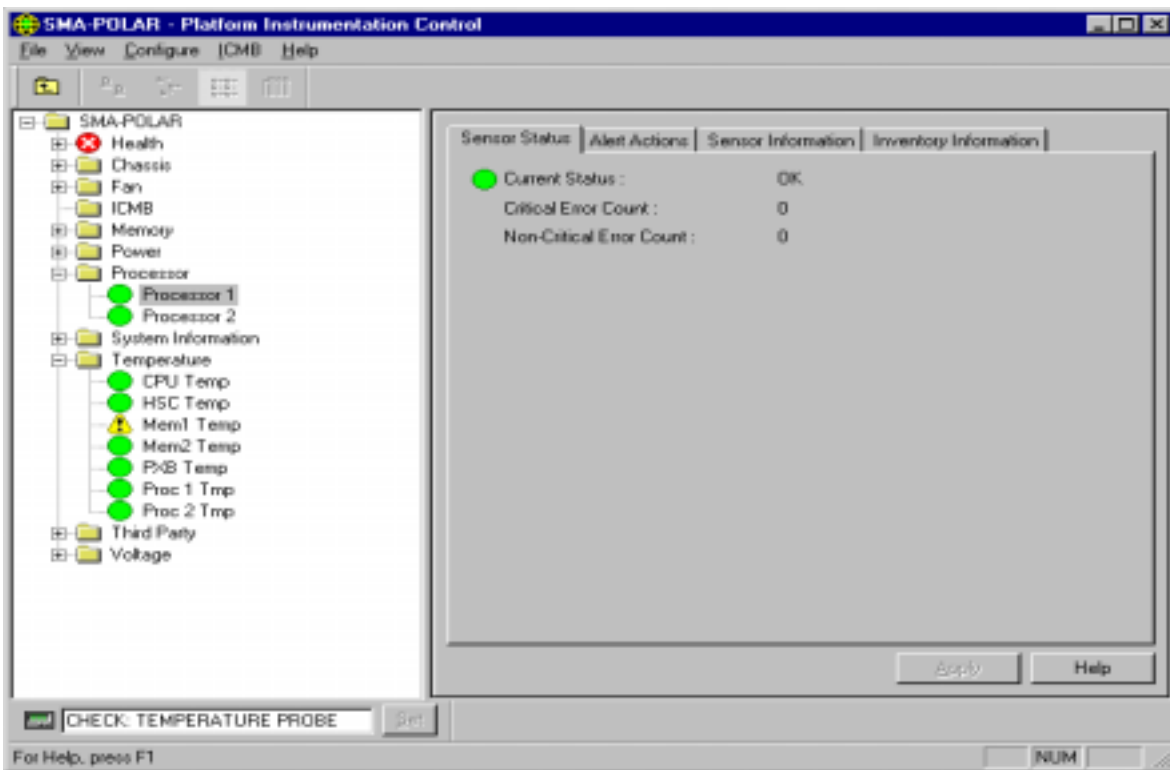 SMA-POLAR - Platform Instrumentation Control
File View Configure ICMB Help
SMA-POLAR
Health
Chassis
Fan
ICMB
Memory
Power
Processor
Processor 1
Processor 2
System Information
Temperature
CPU Temp
HSC Temp
Mem1 Temp
Mem2 Temp
PXB Temp
Proc 1 Tmp
Proc 2 Tmp
Third Party
Voltage
Sensor Status Alert Actions Sensor Information Inventory Information
Current Status : OK
Critical Error Count : 0
Non-Critical Error Count : 0
Apply Help
CHECK: TEMPERATURE PROBE Set
For Help, press F1 NUM